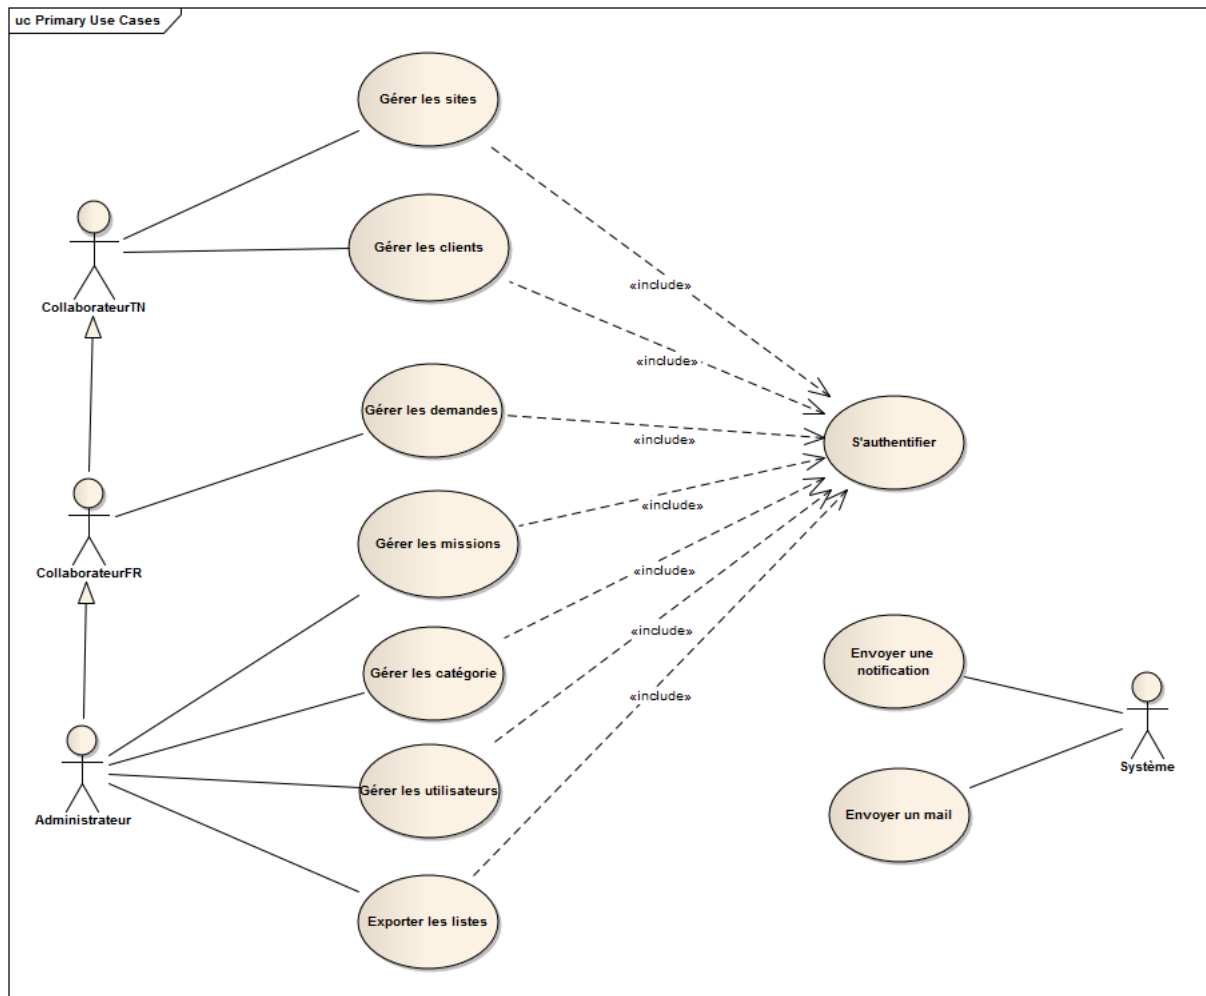 uc Primary Use Cases
Gérer les sites
Gérer les clients
CollaborateurTN
«include»
«include»
Gérer les demandes
«include»
S'authentifier
CollaborateurFR
Gérer les missions
«include»
«include»
Gérer les catégorie
«include»
«include»
Envoyer une
notification
Système
Administrateur
Gérer les utilisateurs
Envoyer un mail
Exporter les listes